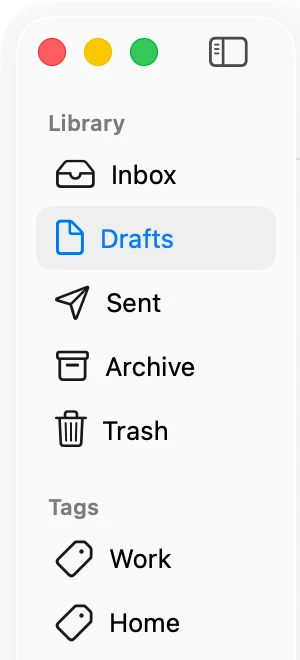 Library
Inbox
Drafts
Sent
Archive
Trash
Tags
Work
Home